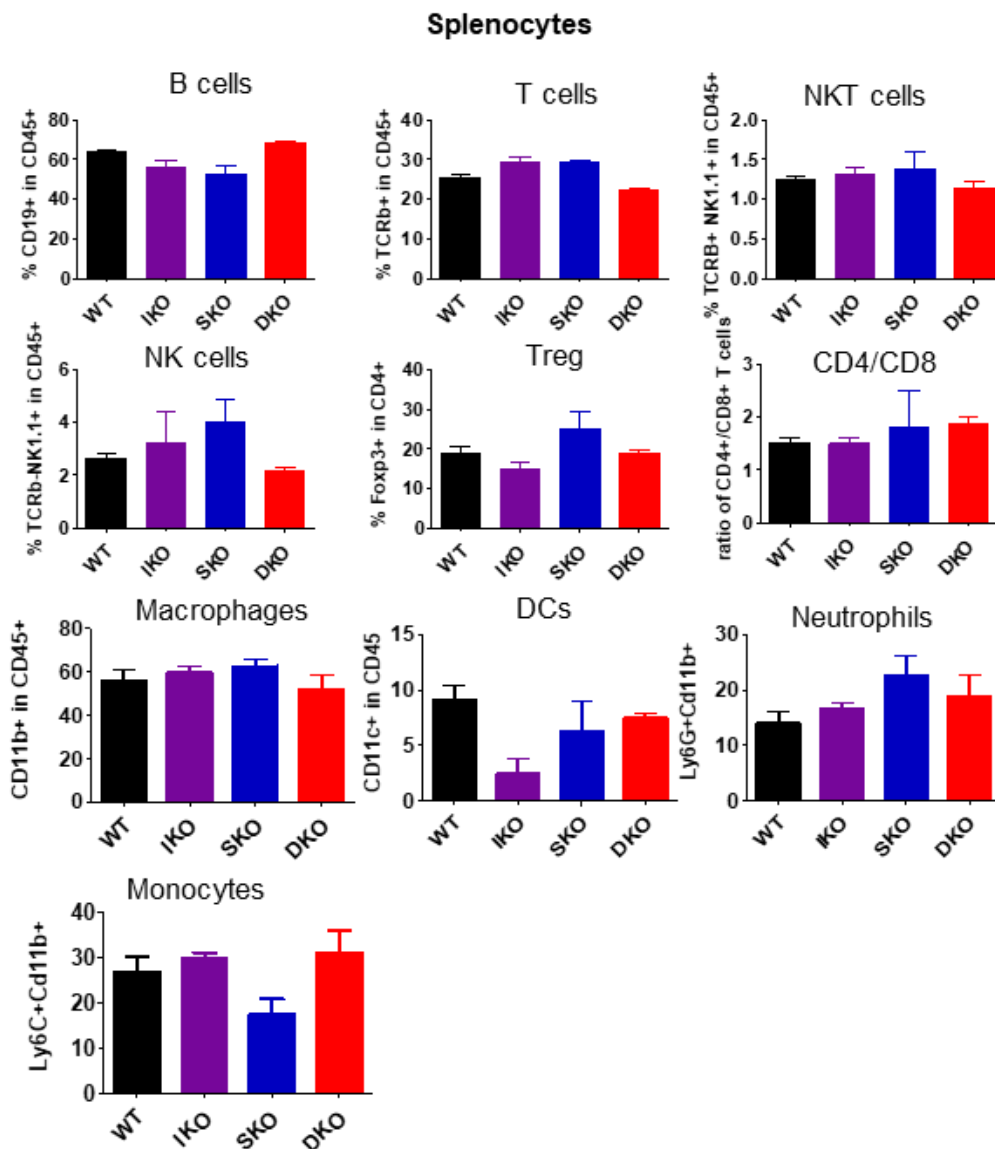 Splenocytes
B cells
% CD19+ in CD45+
80
60
40
20
0
WT
IKO
SKO
DKO
T cells
% TCRb+ in CD45+
40
30
20
10
0
WT
IKO
SKO
DKO
NKT cells
% TCRB+ NK1.1+ in CD45+
2.0
1.5
1.0
0.5
0.0
WT
IKO
SKO
DKO
NK cells
% TCRb-NK1.1+ in CD45+
6
4
2
0
WT
IKO
SKO
DKO
Treg
% Foxp3+ in CD4+
40
30
20
10
0
WT
IKO
SKO
DKO
CD4/CD8
ratio of CD4+/CD8+ T cells
3
2
1
0
WT
IKO
SKO
DKO
Macrophages
CD11b+ in CD45+
80
60
40
20
0
WT
IKO
SKO
DKO
DCs
CD11c+ in CD45
15
10
5
0
WT
IKO
SKO
DKO
Neutrophils
Ly6G+Cd11b+
30
20
10
0
WT
IKO
SKO
DKO
Monocytes
Ly6C+Cd11b+
40
30
20
10
0
WT
IKO
SKO
DKO